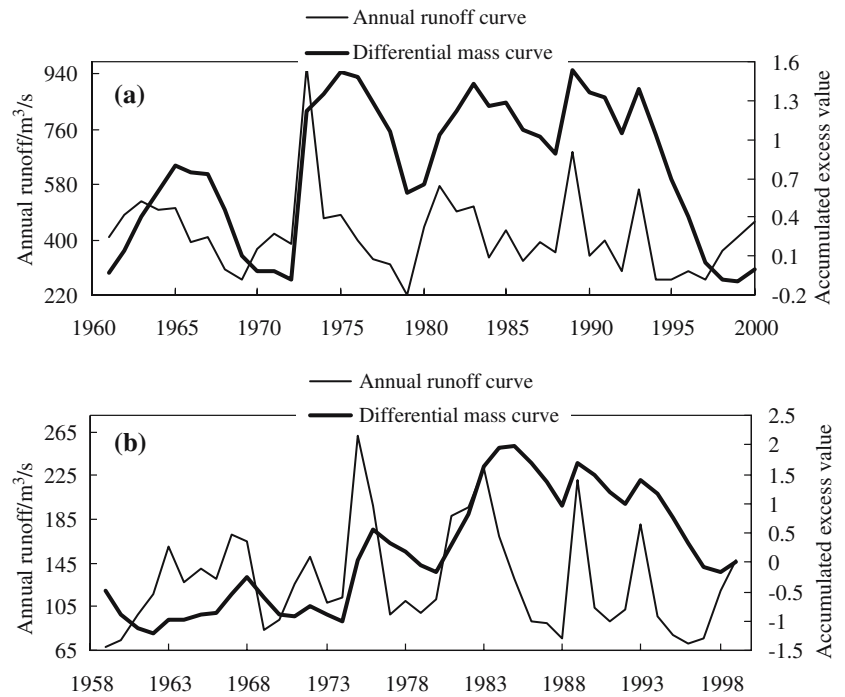 Annual runoff curve
Differential mass curve
(a)
Annual runoff/m³/s
940
760
580
400
220
1.6
1.3
1
0.7
0.4
0.1
-0.2
Accumulated excess value
1960 1965 1970 1975 1980 1985 1990 1995 2000
Annual runoff curve
Differential mass curve
(b)
Annual runoff/m³/s
265
225
185
145
105
65
2.5
2
1.5
1
0.5
0
-0.5
-1
-1.5
Accumulated excess value
1958 1963 1968 1973 1978 1983 1988 1993 1998